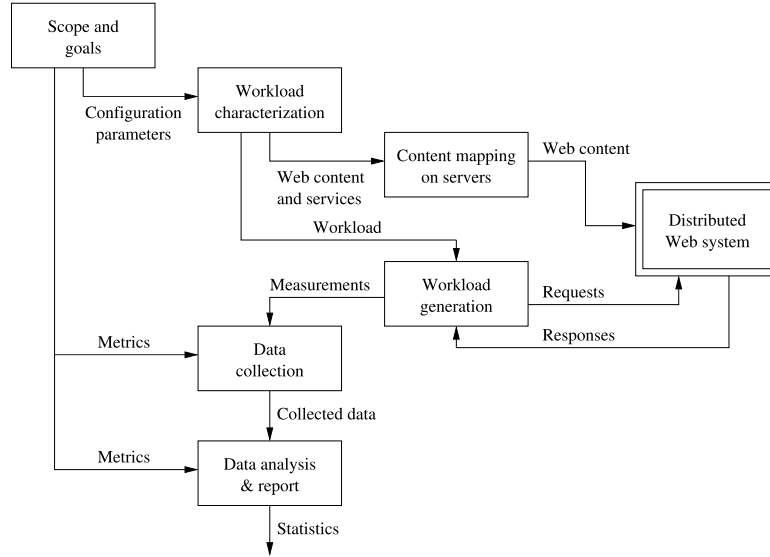 Scope and
goals
Configuration
parameters
Workload
characterization
Web content
and services
Content mapping
on servers
Web content
Distributed
Web system
Workload
Workload
generation
Measurements
Requests
Responses
Metrics
Data
collection
Collected data
Metrics
Data analysis
& report
Statistics